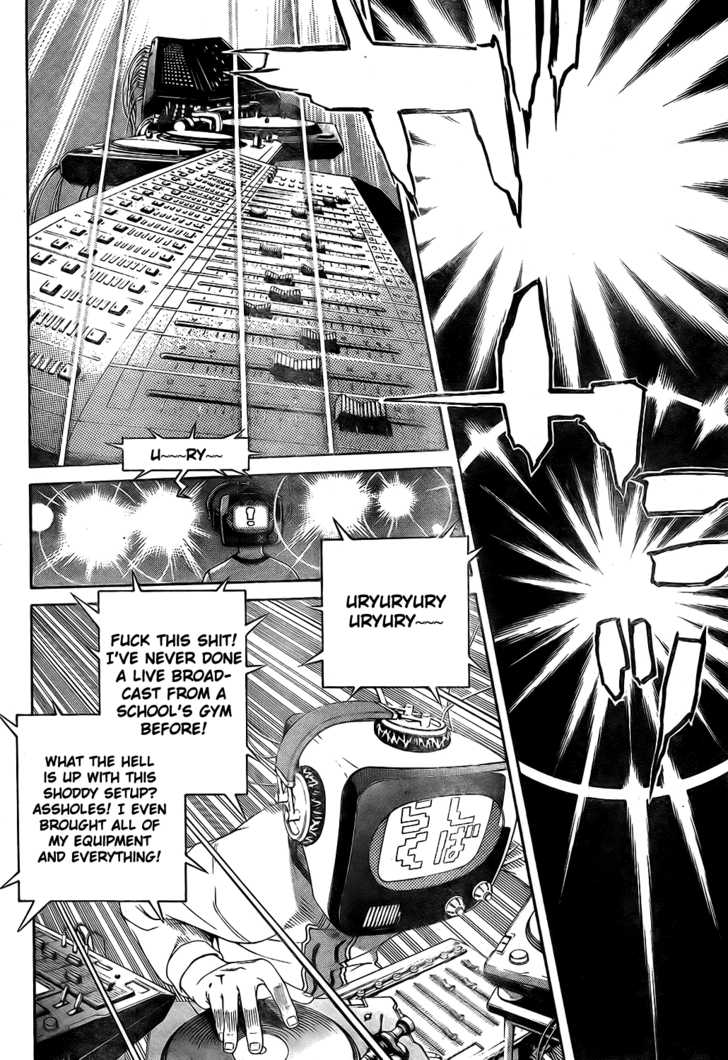 U~~~RY~~
!
URYURYURY
URYURY~~~
FUCK THIS SHIT!
I'VE NEVER DONE
A LIVE BROAD-
CAST FROM A
SCHOOL'S GYM
BEFORE!
WHAT THE HELL
IS UP WITH THIS
SHODDY SETUP?
ASSHOLES! I EVEN
BROUGHT ALL OF
MY EQUIPMENT
AND EVERYTHING!
しば
らく